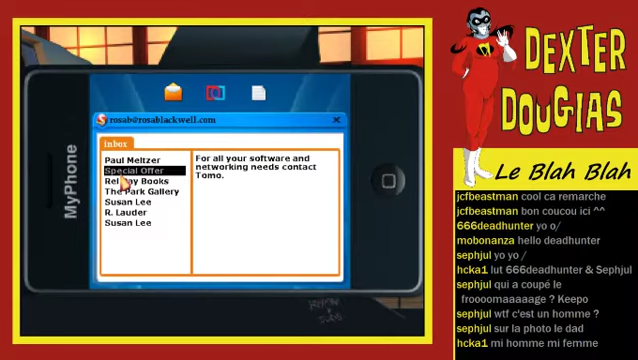 MyPhone
rosab@rosablackwell.com
inbox
Paul Meltzer
Special Offer
Books
The Park Gallery
Susan Lee
R. Lauder
Susan Lee
For all your software and
networking needs contact
Tomo.
DEXTER
DOUGIAS
Le Blah Blah
jcfbeastman cool ca remarche
jcfbeastman bon coucou ici ^^
666deadhunter yo o/
mobonanza hello deadhunter
sephjul yo yo /
hcka1 lut 666deadhunter & Sephjul
sephjul qui a coupé le
froooomaaaaage ? Keepo
sephjul wtf c'est un homme ?
sephjul sur la photo le dad
hcka1 mi homme mi femme